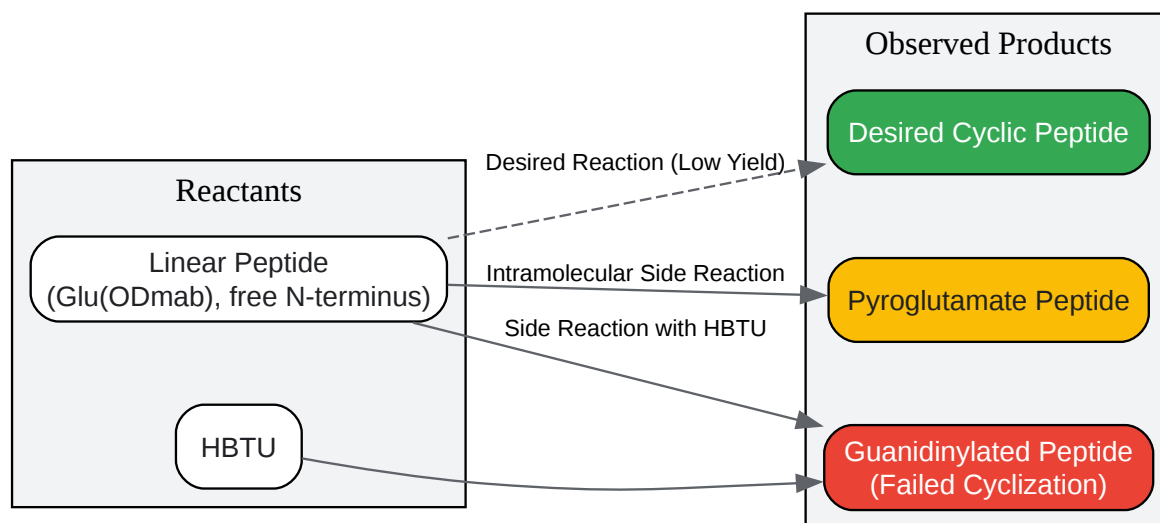 Reactants
Linear Peptide
(Glu(ODmab), free N-terminus)
HBTU
Desired Reaction (Low Yield)
Intramolecular Side Reaction
Side Reaction with HBTU
Observed Products
Desired Cyclic Peptide
Pyroglutamate Peptide
Guanidinylated Peptide
(Failed Cyclization)